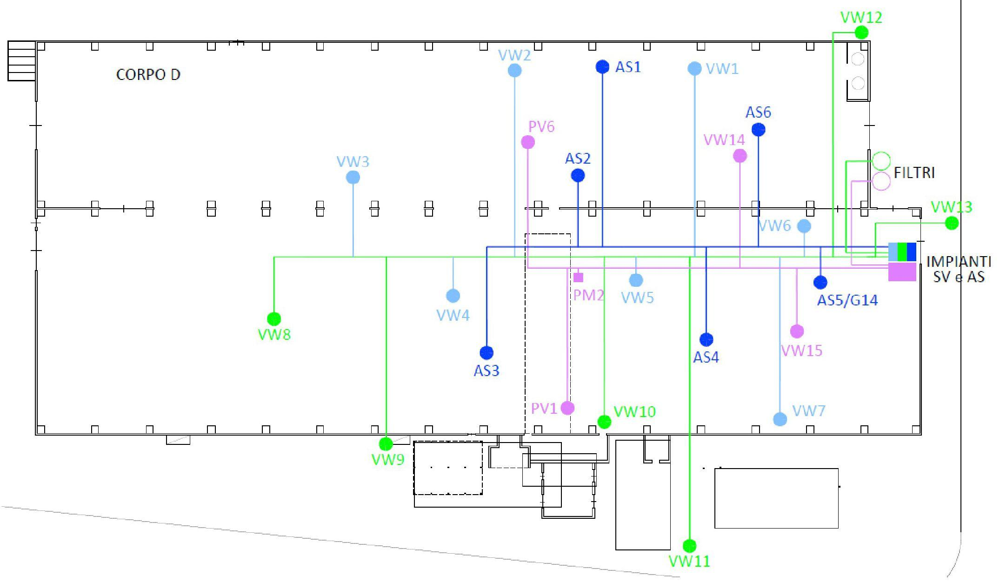 VW12
VW2
AS1
VW1
CORPO D
AS6
PV6
VW14
AS2
VW3
FILTRI
VW13
VW6
IMPIANTI
SV e AS
PM2
VW5
AS5/G14
VW4
VW8
VW15
AS4
AS3
PV1
VW10
VW7
VW9
VW11